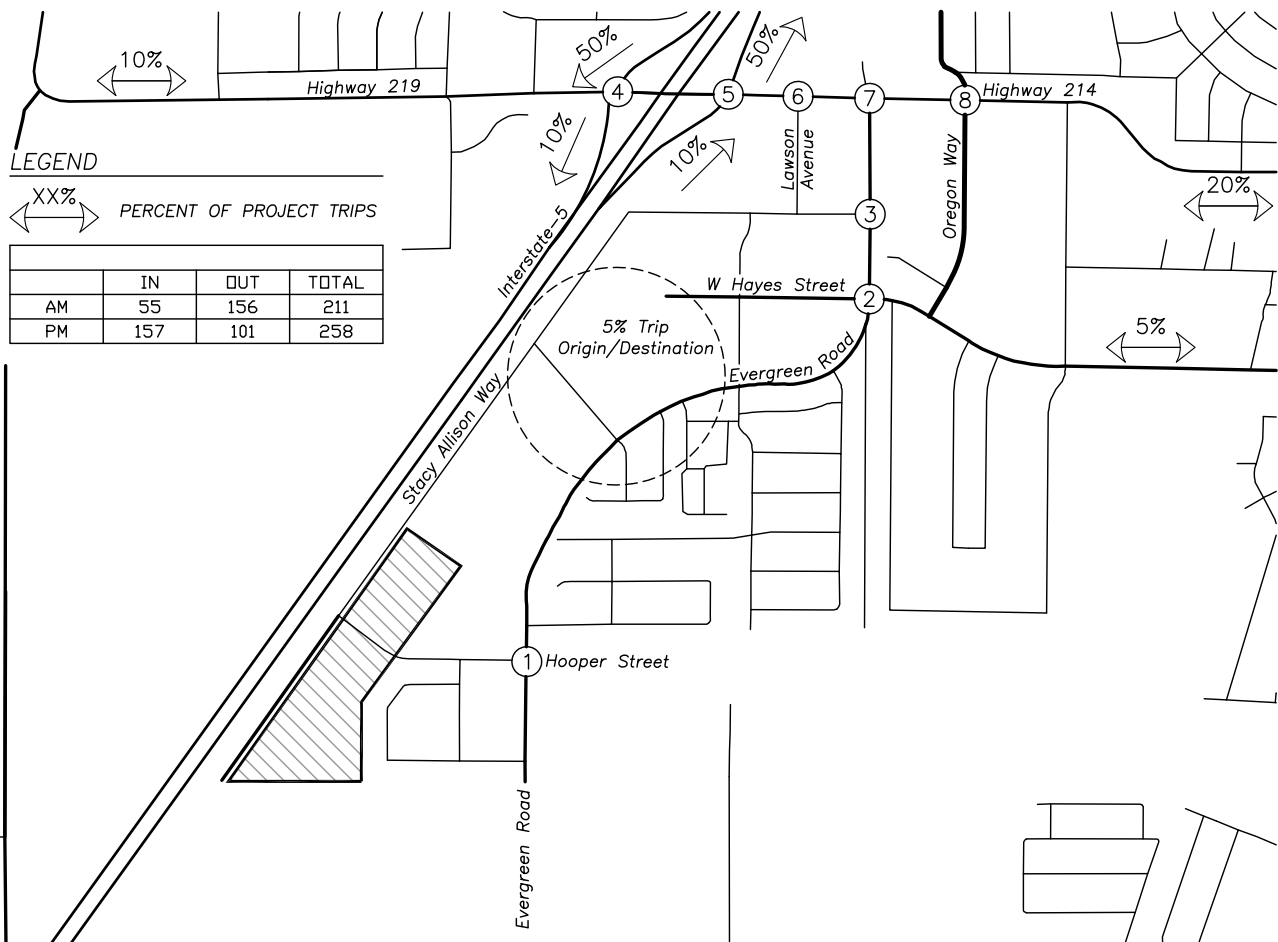 10%
50%
50%
Highway 219
4
5
6
7
8
Highway 214
10%
10%
Lawson
Avenue
Oregon Way
20%
LEGEND
XX%
PERCENT OF PROJECT TRIPS
IN OUT TOTAL
AM 55 156 211
PM 157 101 258
Interstate-5
3
W Hayes Street
2
5% Trip
Origin/Destination
Evergreen Road
5%
Stacy Allison Way
1
Hooper Street
Evergreen Road